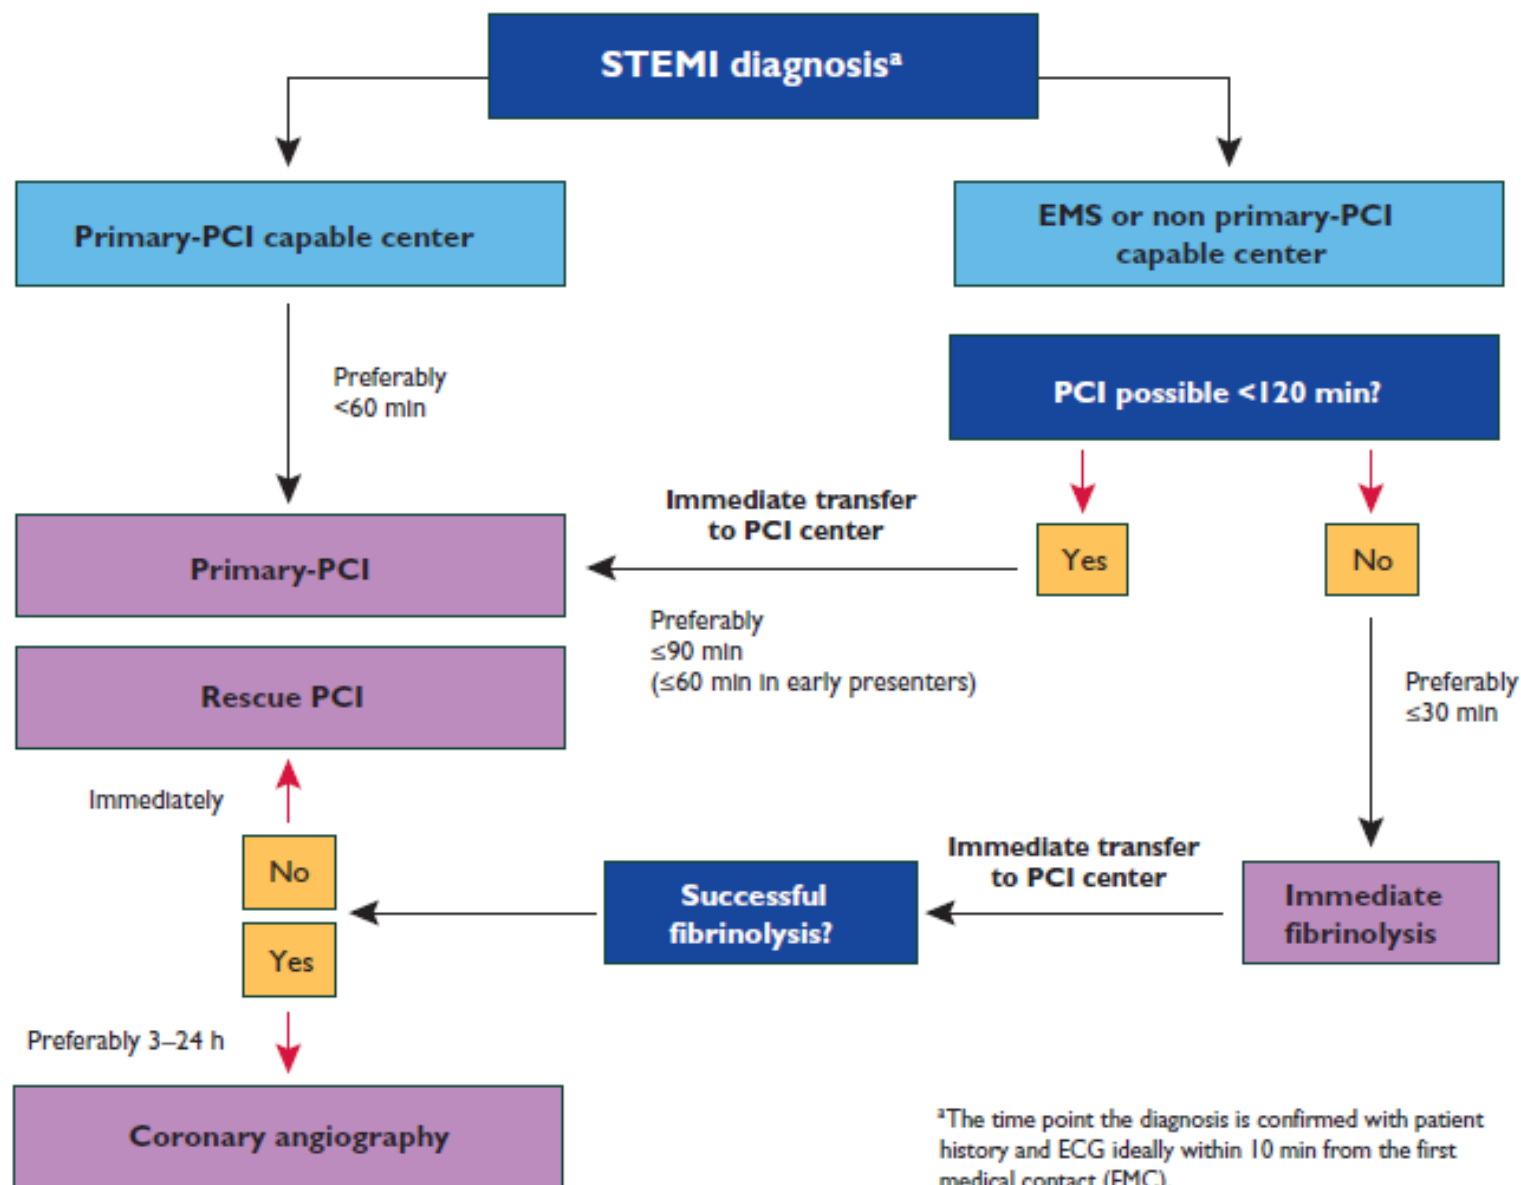 STEMI diagnosisª
Primary-PCI capable center
EMS or non primary-PCI
capable center
Preferably
<60 min
PCI possible <120 min?
Yes
No
Immediate transfer
to PCI center
Preferably
≤90 min
(≤60 min in early presenters)
Primary-PCI
Rescue PCI
Preferably
≤30 min
Immediately
Immediate
fibrinolysis
Immediate transfer
to PCI center
Successful
fibrinolysis?
No
Yes
Preferably 3–24 h
Coronary angiography
ªThe time point the diagnosis is confirmed with patient
history and ECG ideally within 10 min from the first
medical contact (FMC)